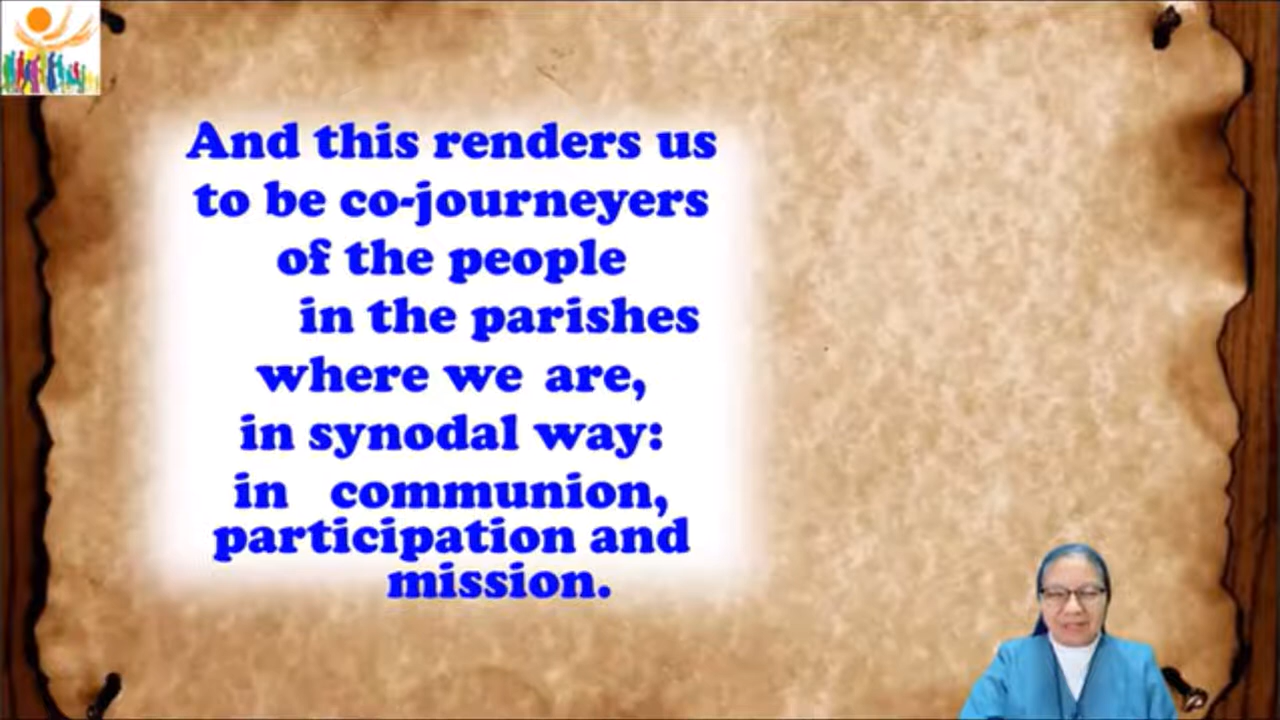 And this renders us
to be co-journeyers
of the people
in the parishes
where we are,
in synodal way:
in communion,
participation and
mission.